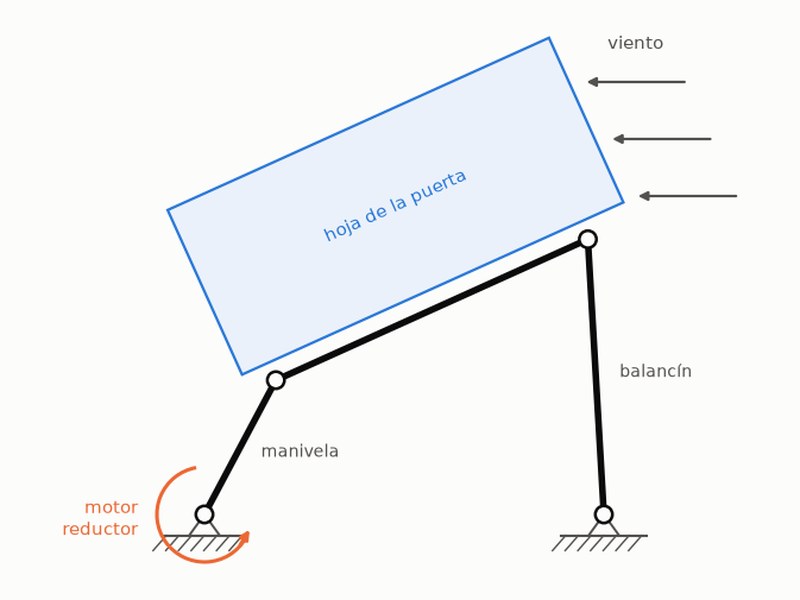 viento
hoja de la puerta
balancín
manivela
motor
reductor